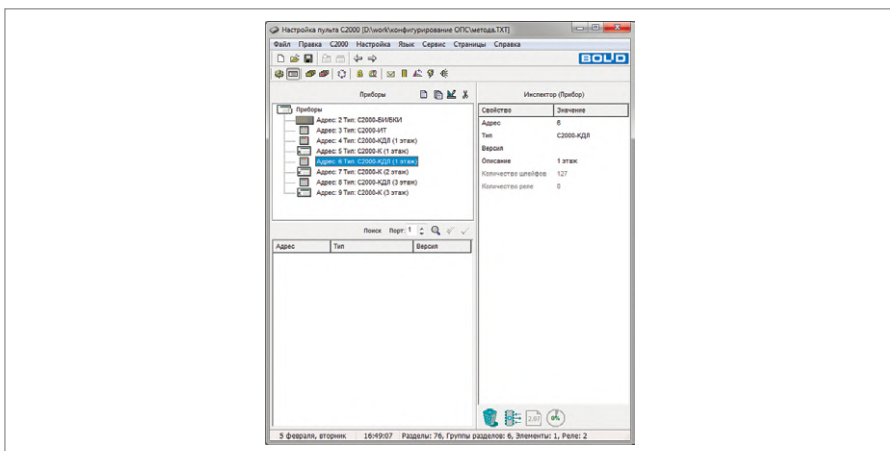 Настройка пульта C2000 [D:\work\конфигурирование ОПС\метода.TXT]
Файл Правка C2000 Настройка Язык Сервис Страницы Справка
BOLID
Приборы
Инспектор (Прибор)
Приборы
Адрес: 2 Тип: С2000-БИ/БКИ
Адрес: 3 Тип: С2000-ИТ
Адрес: 4 Тип: С2000-КДЛ (1 этаж)
Адрес: 5 Тип: С2000-К (1 этаж)
Адрес: 6 Тип: С2000-КДЛ (1 этаж)
Адрес: 7 Тип: С2000-К (2 этаж)
Адрес: 8 Тип: С2000-КДЛ (3 этаж)
Адрес: 9 Тип: С2000-К (3 этаж)
Свойство Значение
Адрес 6
Тип С2000-КДЛ
Версия
Описание 1 этаж
Количество шлейфов 127
Количество реле 0
Поиск Порт: 1
Адрес Тип Версия
5 февраля, вторник 16:49:07 Разделы: 76, Группы разделов: 6, Элементы: 1, Реле: 2